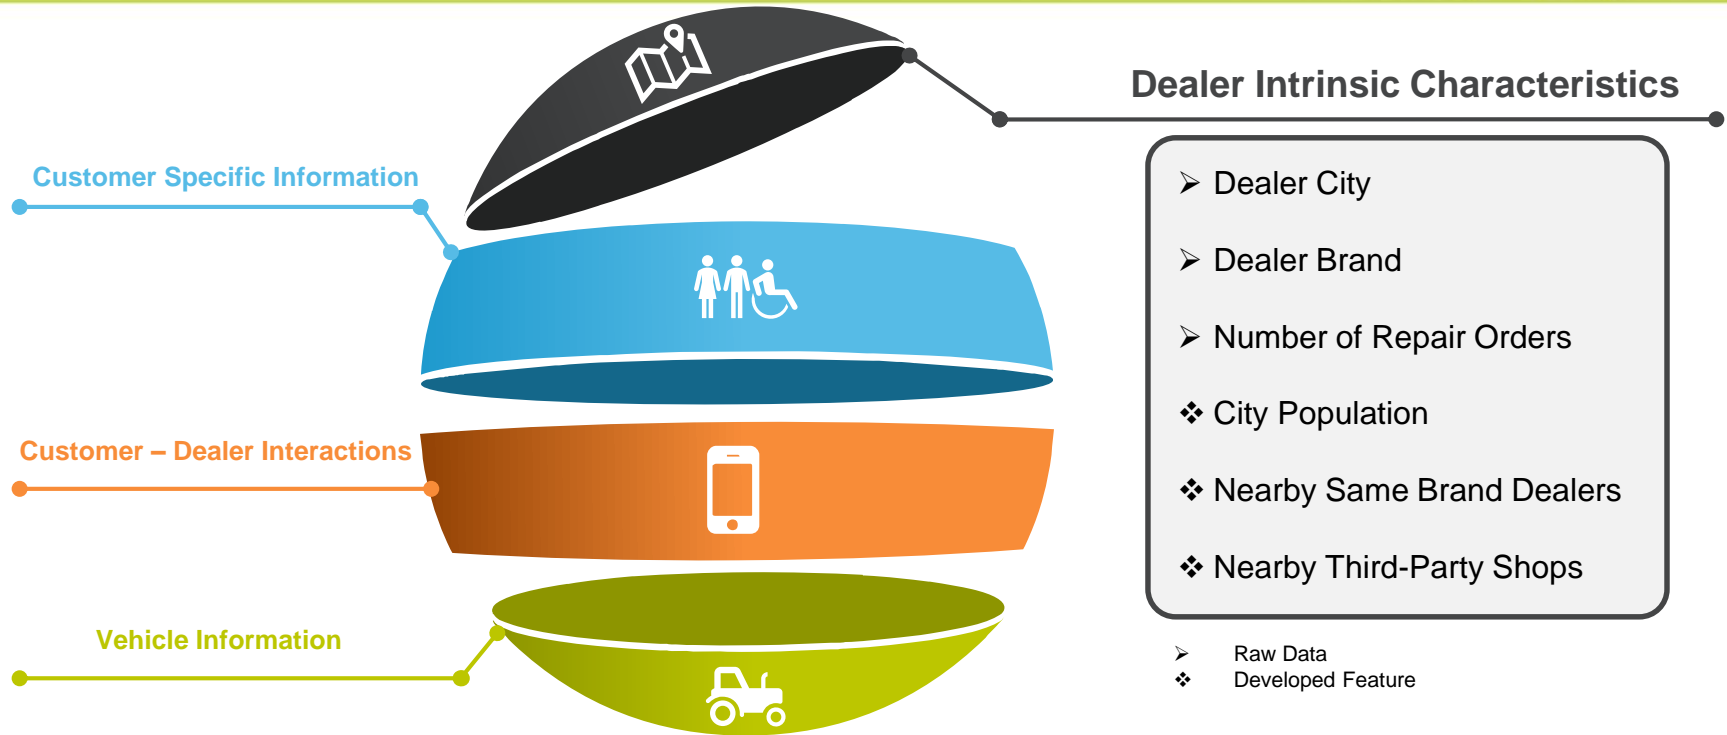 Dealer Intrinsic Characteristics
Customer Specific Information
➢ Dealer City
➢ Dealer Brand
➢ Number of Repair Orders
❖ City Population
Customer – Dealer Interactions
❖ Nearby Same Brand Dealers
❖ Nearby Third-Party Shops
Vehicle Information
➢ Raw Data
❖ Developed Feature